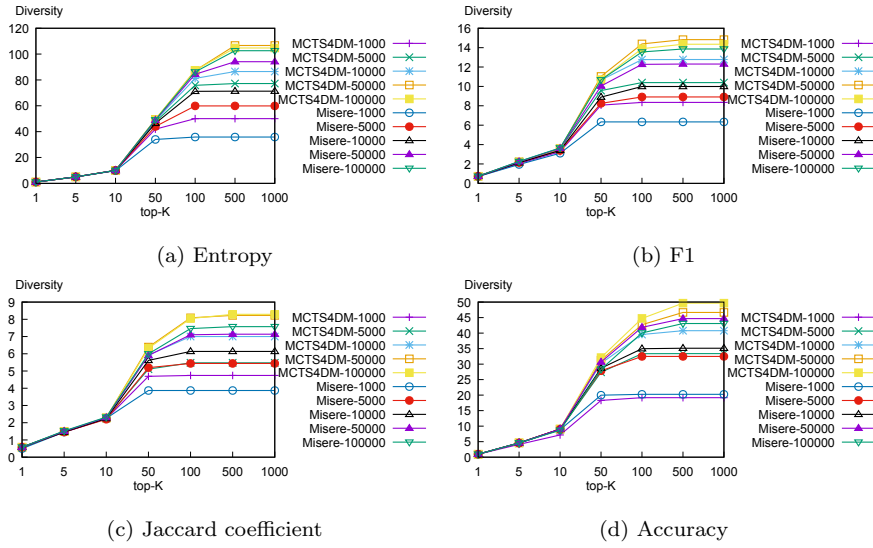 Diversity
120
100
80
60
40
20
0
1 5 10 50 100 500 1000
top-K
MCTS4DM-1000
MCTS4DM-5000
MCTS4DM-10000
MCTS4DM-50000
MCTS4DM-100000
Misere-1000
Misere-5000
Misere-10000
Misere-50000
Misere-100000
(a) Entropy
Diversity
16
14
12
10
8
6
4
2
0
1 5 10 50 100 500 1000
top-K
MCTS4DM-1000
MCTS4DM-5000
MCTS4DM-10000
MCTS4DM-50000
MCTS4DM-100000
Misere-1000
Misere-5000
Misere-10000
Misere-50000
Misere-100000
(b) F1
Diversity
9
8
7
6
5
4
3
2
1
0
1 5 10 50 100 500 1000
top-K
MCTS4DM-1000
MCTS4DM-5000
MCTS4DM-10000
MCTS4DM-50000
MCTS4DM-100000
Misere-1000
Misere-5000
Misere-10000
Misere-50000
Misere-100000
(c) Jaccard coefficient
Diversity
50
45
40
35
30
25
20
15
10
5
0
1 5 10 50 100 500 1000
top-K
MCTS4DM-1000
MCTS4DM-5000
MCTS4DM-10000
MCTS4DM-50000
MCTS4DM-100000
Misere-1000
Misere-5000
Misere-10000
Misere-50000
Misere-100000
(d) Accuracy